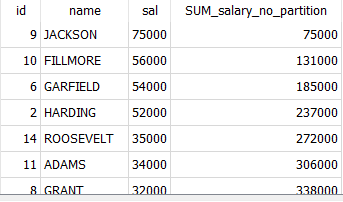 id name sal SUM_salary_no_partition
9 JACKSON 75000 75000
10 FILLMORE 56000 131000
6 GARFIELD 54000 185000
2 HARDING 52000 237000
14 ROOSEVELT 35000 272000
11 ADAMS 34000 306000
8 GRANT 32000 338000